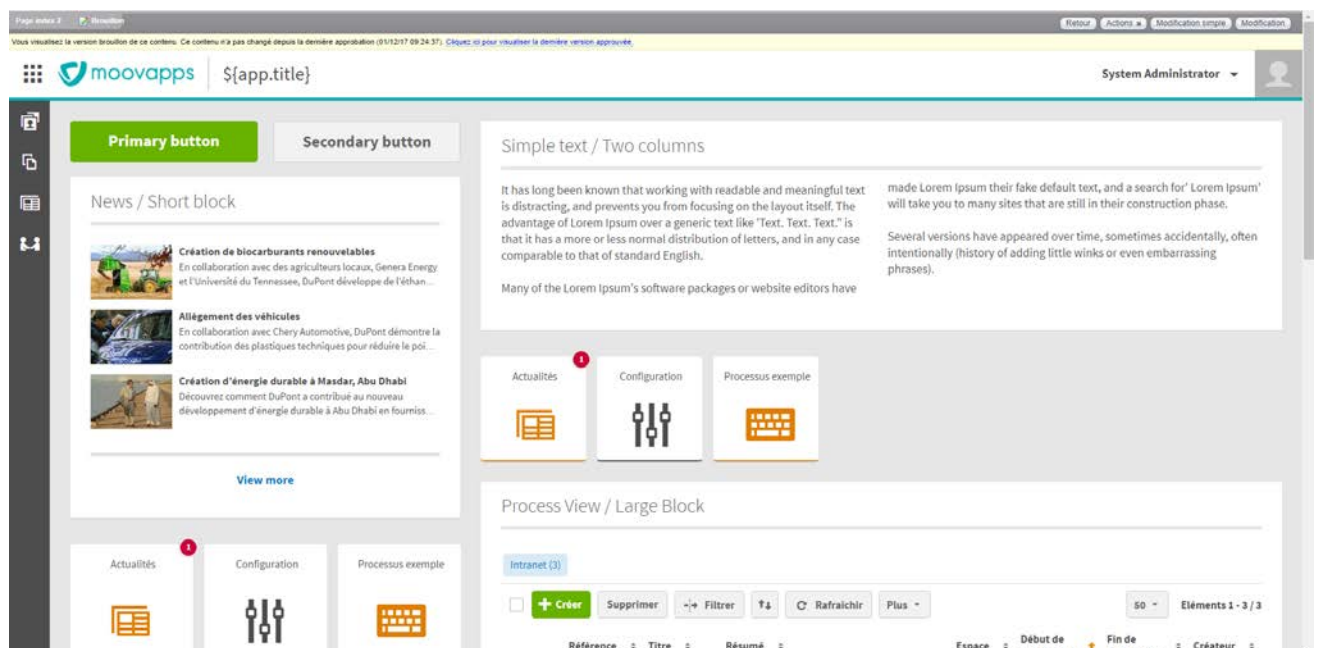 Page index 2 Brouillon Retour Actions Modification simple Modification
Vous visualisez la version brouillon de ce contenu. Ce contenu n'a pas changé depuis la dernière approbation (01/12/17 09:24:37). Cliquez ici pour visualiser la dernière version approuvée.
moovapps ${app.title} System Administrator
Primary button Secondary button
News / Short block
Création de biocarburants renouvelables
En collaboration avec des agriculteurs locaux, Genera Energy
et l'Université du Tennessee, DuPont développe de l'éthan...
Allègement des véhicules
En collaboration avec Chery Automotive, DuPont démontre la
contribution des plastiques techniques pour réduire le poi...
Création d'énergie durable à Masdar, Abu Dhabi
Découvrez comment DuPont a contribué au nouveau
développement d'énergie durable à Abu Dhabi en fourniss...
View more
Actualités 1 Configuration Processus exemple
Simple text / Two columns
It has long been known that working with readable and meaningful text
is distracting, and prevents you from focusing on the layout itself. The
advantage of Lorem Ipsum over a generic text like 'Text. Text. Text." is
that it has a more or less normal distribution of letters, and in any case
comparable to that of standard English.
Many of the Lorem Ipsum's software packages or website editors have
made Lorem Ipsum their fake default text, and a search for' Lorem Ipsum'
will take you to many sites that are still in their construction phase.
Several versions have appeared over time, sometimes accidentally, often
intentionally (history of adding little winks or even embarrassing
phrases).
Actualités 1 Configuration Processus exemple
Process View / Large Block
Intranet (3)
Créer Supprimer Filtrer Rafraichir Plus 50 Eléments 1 - 3 / 3
Référence Titre Résumé Espace Début de Fin de Créateur